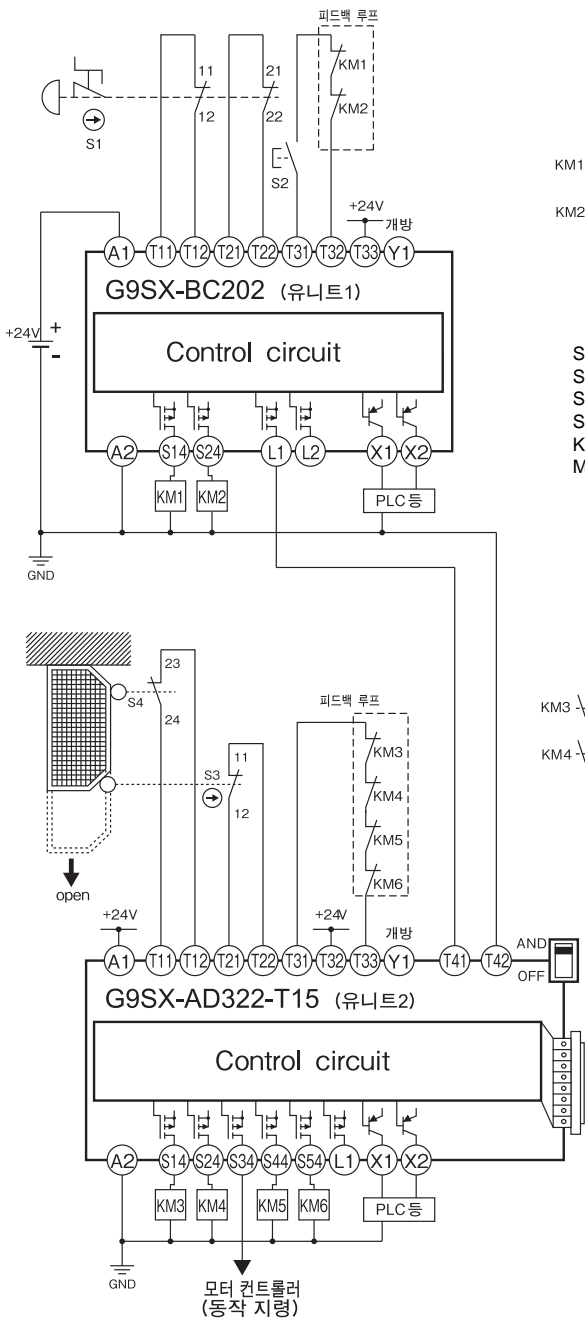 피드백 루프
11
21
KM1
12
22
KM2
S1
S2
KM1
KM2
+24V
개방
A1
T11
T12
T21
T22
T31
T32
T33
Y1
G9SX-BC202 (유니트1)
+24V
+
-
Control circuit
S
S
S
S
K
M
A2
S14
S24
L1
L2
X1
X2
KM1
KM2
PLC등
GND
23
S4
24
피드백 루프
11
S3
12
KM3
KM4
KM5
KM6
KM3
KM4
open
+24V
+24V
개방
A1
T11
T12
T21
T22
T31
T32
T33
Y1
T41
T42
AND
OFF
G9SX-AD322-T15 (유니트2)
Control circuit
A2
S14
S24
S34
S44
S54
L1
X1
X2
KM3
KM4
KM5
KM6
PLC등
GND
모터 컨트롤러
(동작 지령)